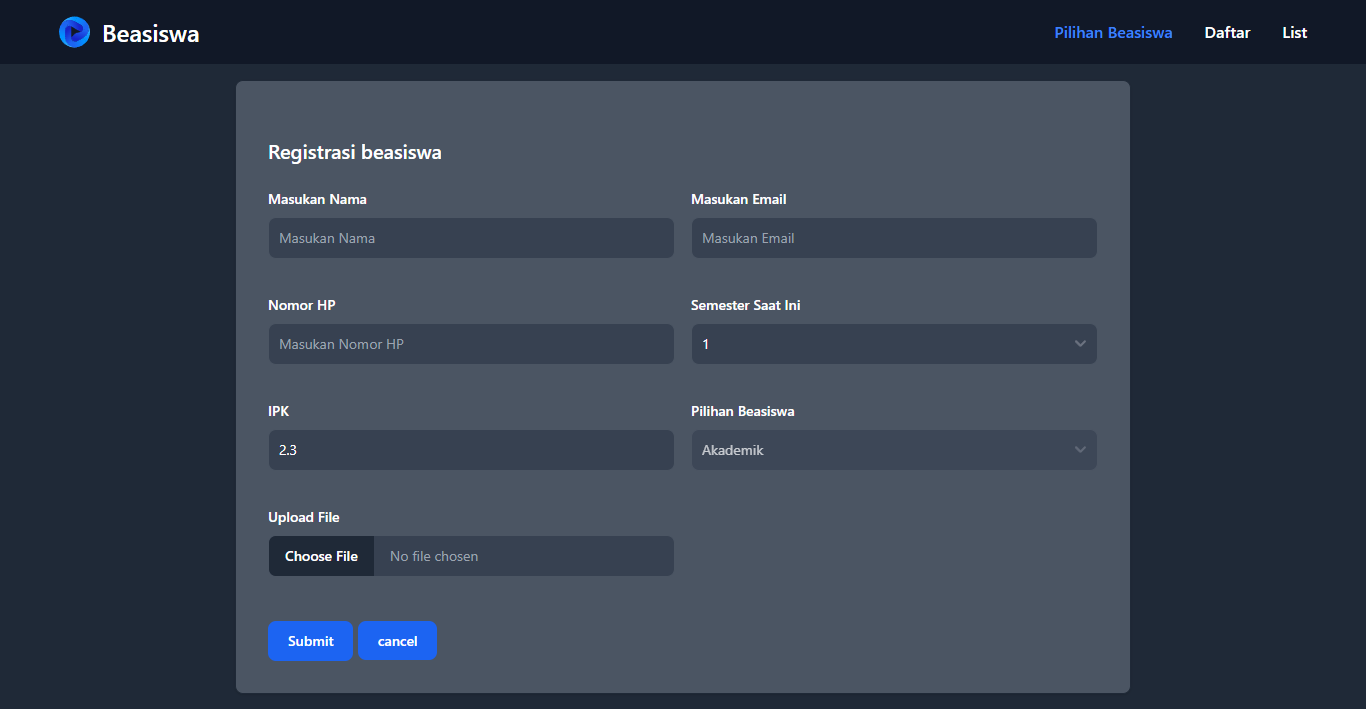 Beasiswa
Pilihan Beasiswa
Daftar
List
Registrasi beasiswa
Masukan Nama
Masukan Email
Masukan Nama
Masukan Email
Nomor HP
Semester Saat Ini
Masukan Nomor HP
1
IPK
Pilihan Beasiswa
2.3
Akademik
Upload File
Choose File
No file chosen
Submit
cancel